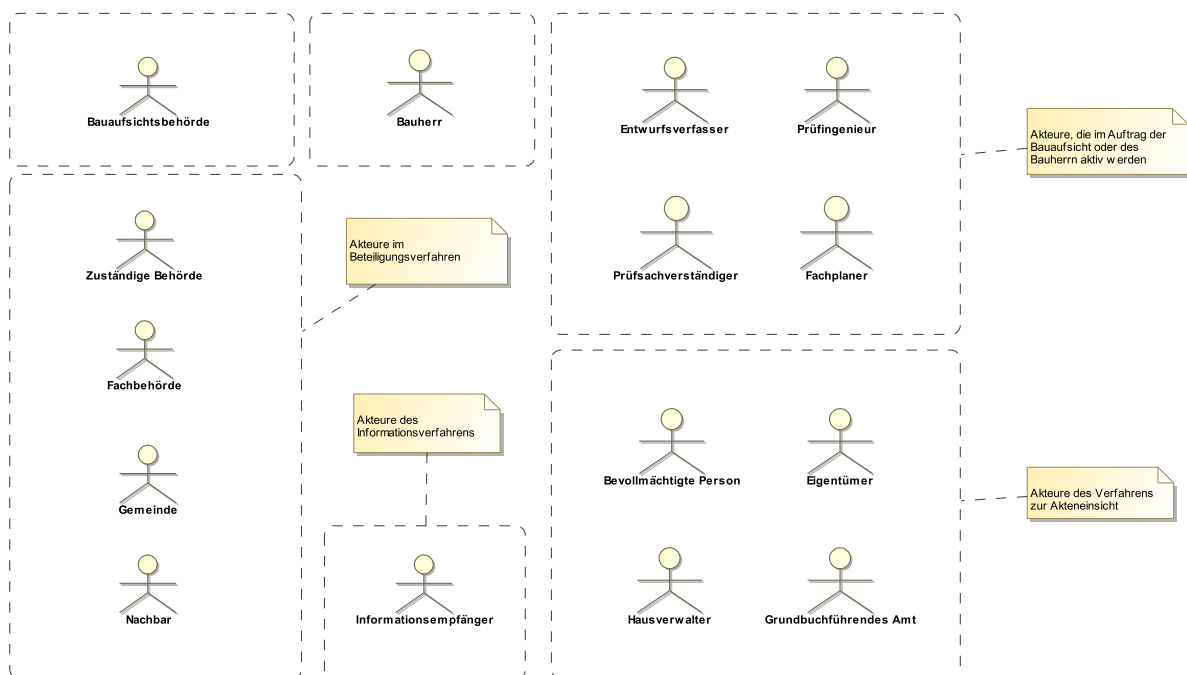 Bauaufsichtsbehörde
Bauherr
Entwurfsverfasser
Prüfingenieur
Akteure, die im Auftrag der
Bauaufsicht oder des
Bauherrn aktiv werden
Zuständige Behörde
Akteure im
Beteiligungsverfahren
Prüfsachverständiger
Fachplaner
Fachbehörde
Akteure des
Informationsverfahrens
Gemeinde
Bevollmächtigte Person
Eigentümer
Akteure des Verfahrens
zur Akteneinsicht
Nachbar
Informationsempfänger
Hausverwalter
Grundbuchführendes Amt